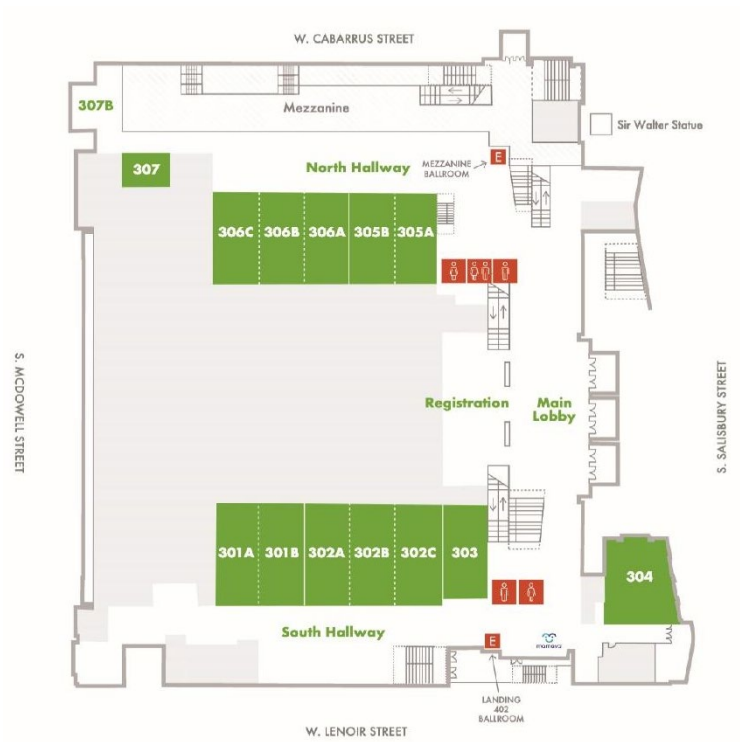 W. CABARRUS STREET
307B
Mezzanine
Sir Walter Statue
307
North Hallway
MEZZANINE
BALLROOM
E
306C
306B
306A
305B
305A
S. MCDOWELL STREET
S. SALISBURY STREET
Registration
Main
Lobby
301A
301B
302A
302B
302C
303
304
South Hallway
E
mamava
LANDING
402
BALLROOM
W. LENOIR STREET